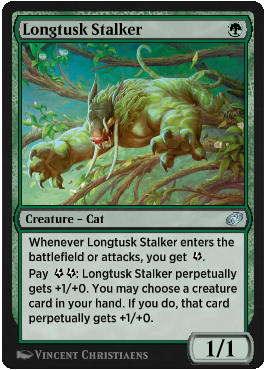 Longtusk Stalker
Creature – Cat
Whenever Longtusk Stalker enters the
battlefield or attacks, you get .
Pay : Longtusk Stalker perpetually
gets +1/+0. You may choose a creature
card in your hand. If you do, that card
perpetually gets +1/+0.
Vincent Christiaens
1/1